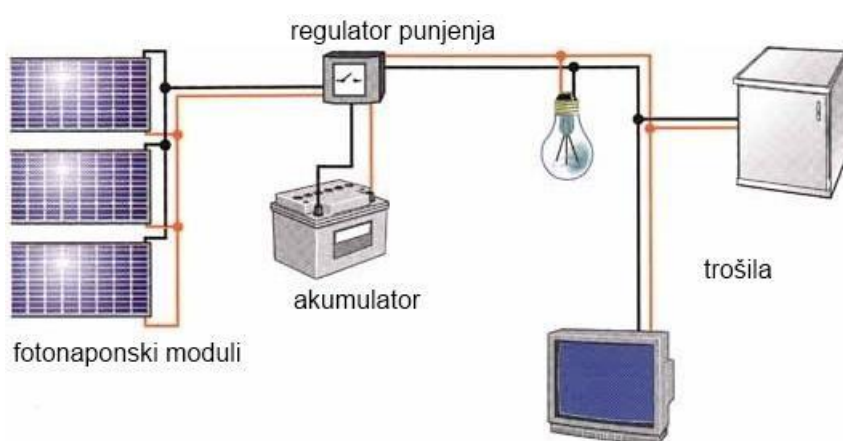 regulator punjenja
akumulator
trošila
fotonaponski moduli